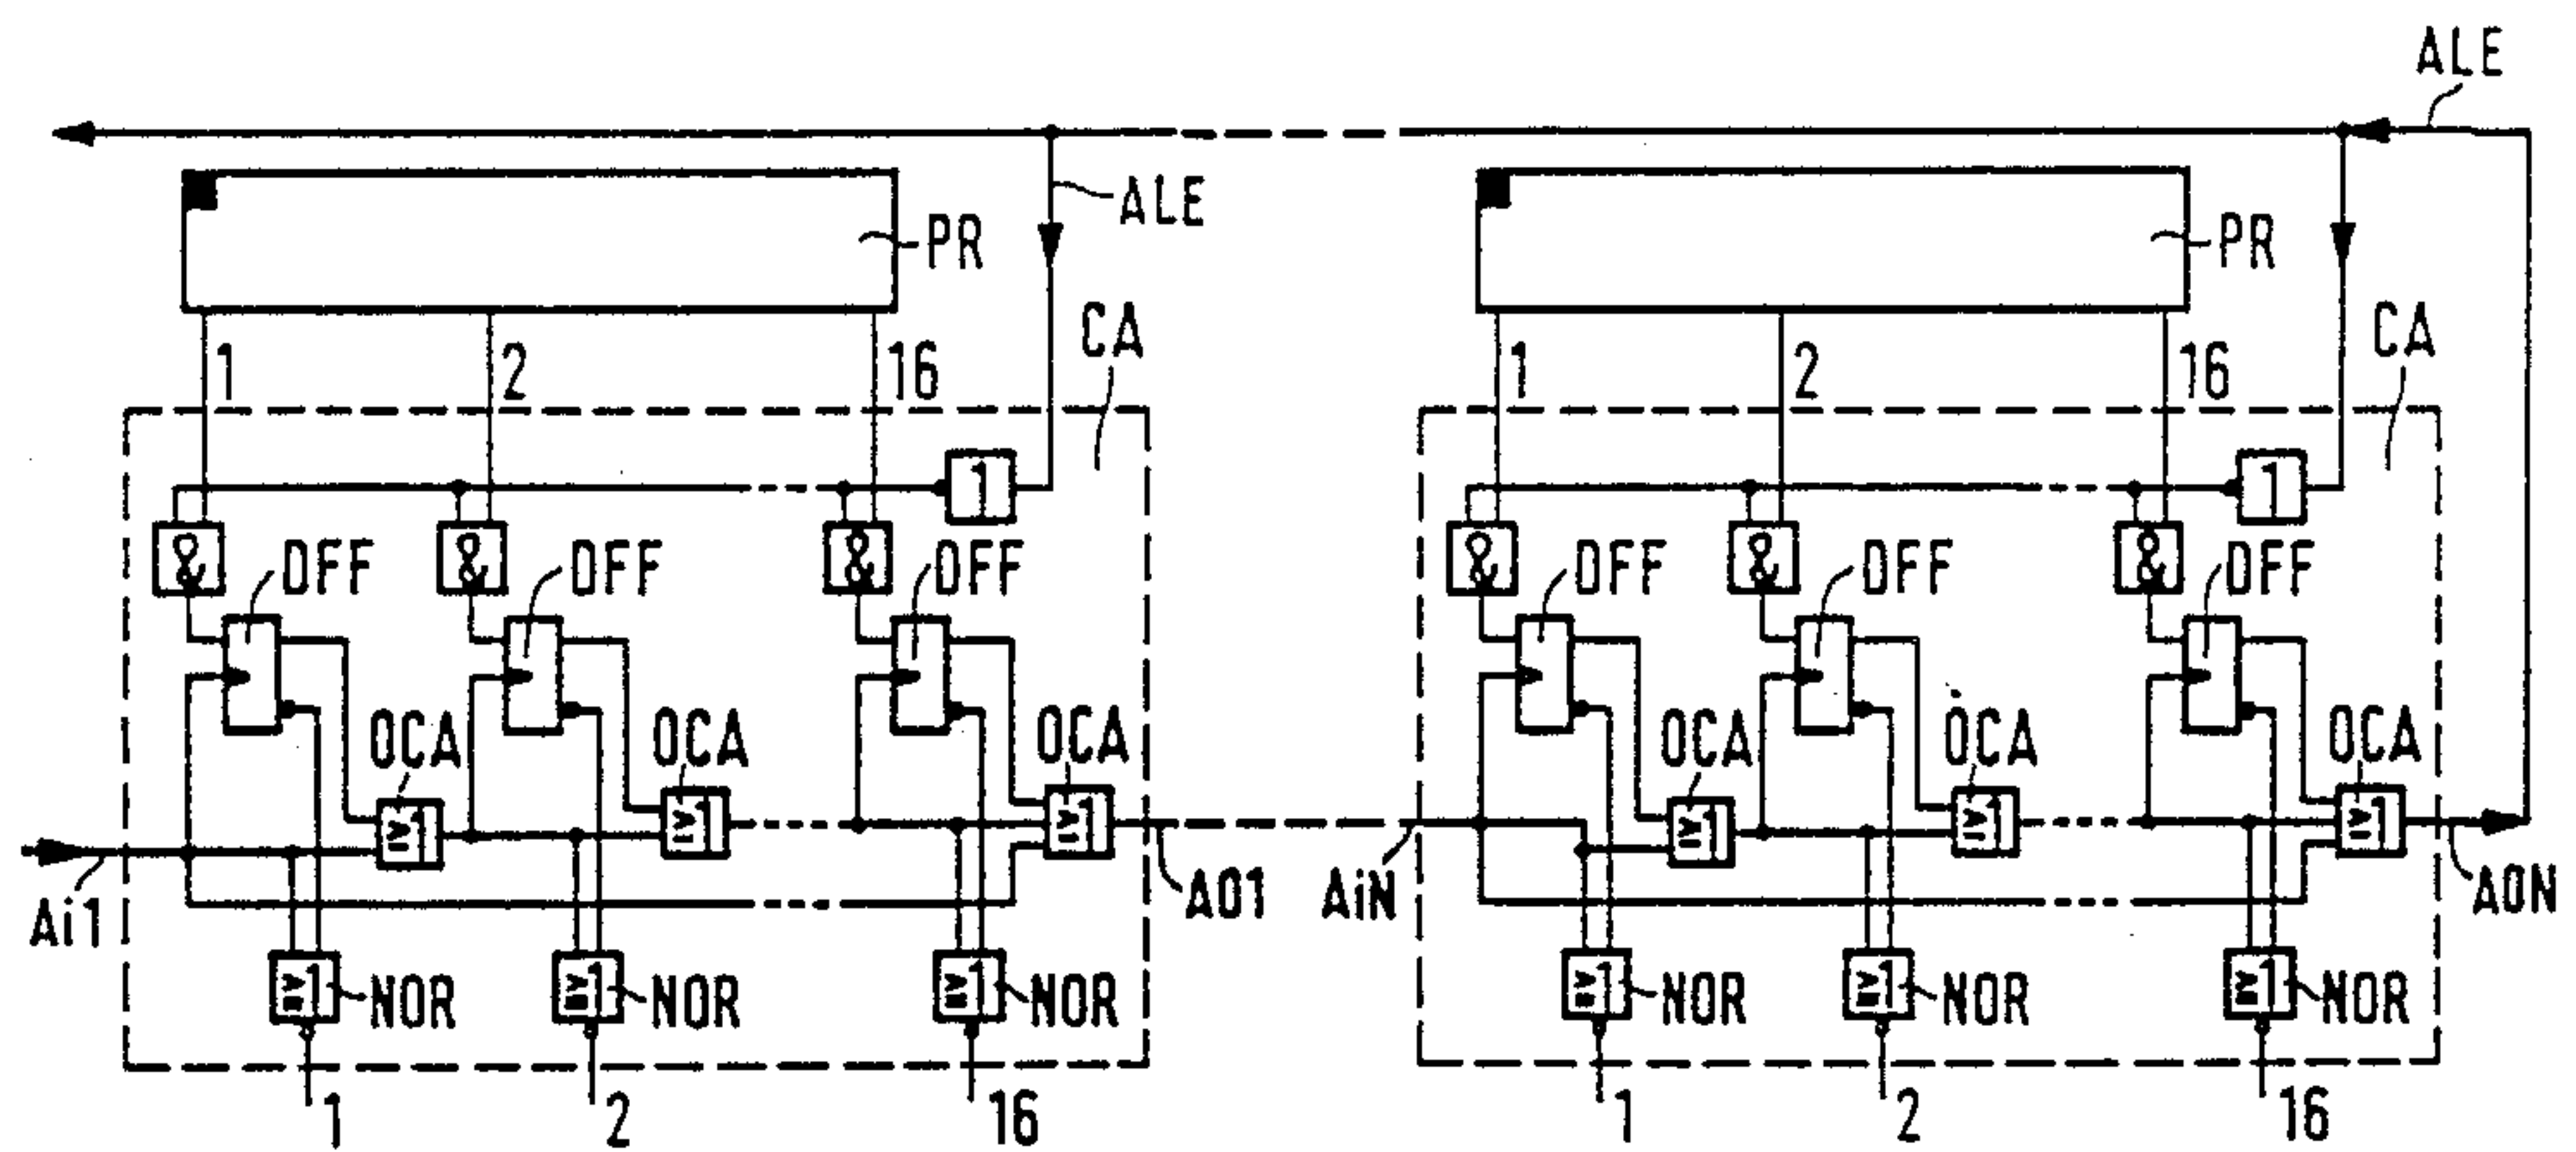 ALE
ALE
PR PR
CA CA
1 2 16 1 2 16
1 1
& & & & & &
DFF DFF DFF DFF DFF DFF
OCA OCA OCA OCA OCA OCA
≥1 ≥1 ≥1 ≥1 ≥1 ≥1
Ai1 A01 AiN A0N
≥1 NOR ≥1 NOR ≥1 NOR ≥1 NOR ≥1 NOR ≥1 NOR
1 2 16 1 2 16